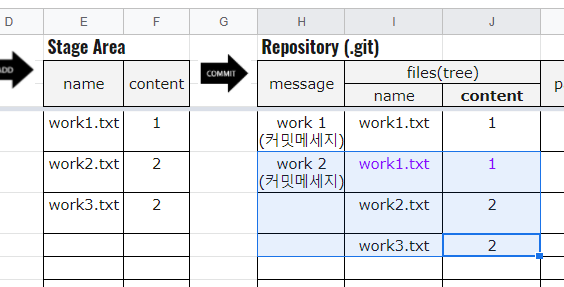 D E F G H I J
Stage Area Repository (.git)
ADD
COMMIT
name content
message files(tree)
name content
work1.txt 1
work2.txt 2
work3.txt 2
work 1 work1.txt 1
(커밋메세지)
work 2 work1.txt 1
(커밋메세지)
work2.txt 2
work3.txt 2